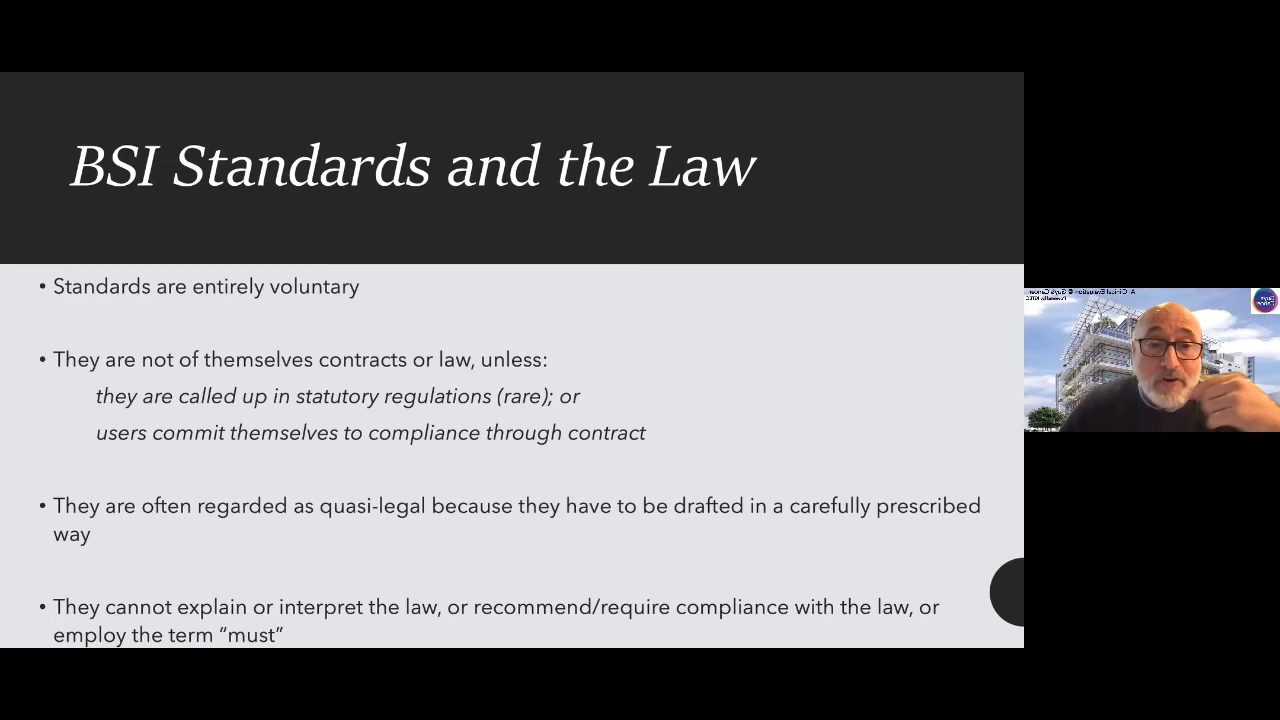 BSI Standards and the Law
• Standards are entirely voluntary
• They are not of themselves contracts or law, unless:
they are called up in statutory regulations (rare); or
users commit themselves to compliance through contract
• They are often regarded as quasi-legal because they have to be drafted in a carefully prescribed
way
• They cannot explain or interpret the law, or recommend/require compliance with the law, or
employ the term “must”